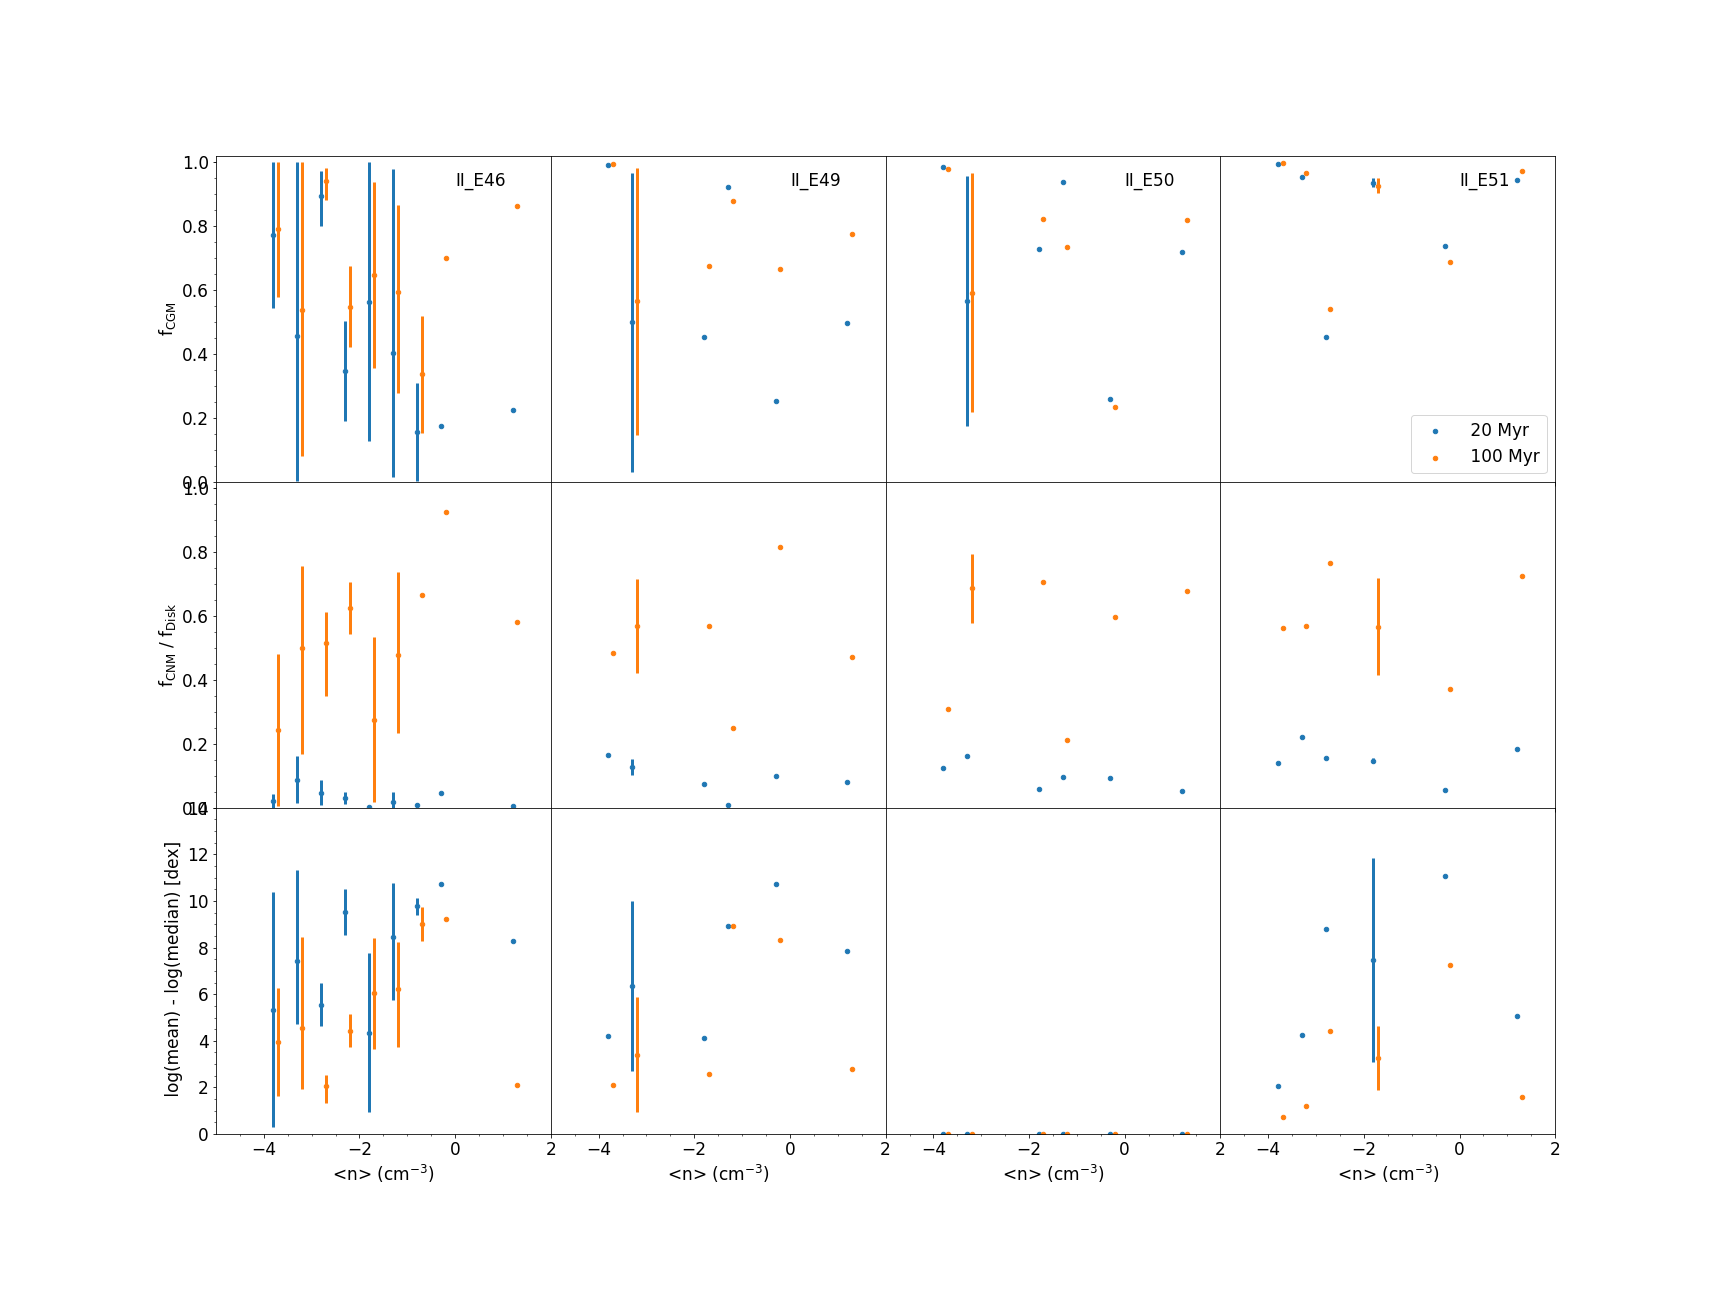 II_E46
II_E49
II_E50
II_E51
1.0
0.8
0.6
0.4
0.2
0.0
f_CGM
20 Myr
100 Myr
1.0
0.8
0.6
0.4
0.2
0.0
f_CNM / f_Disk
14
12
10
8
6
4
2
0
log(mean) - log(median) [dex]
−4 −2 0 2 −4 −2 0 2 −4 −2 0 2 −4 −2 0 2
<n> (cm⁻³) <n> (cm⁻³) <n> (cm⁻³) <n> (cm⁻³)